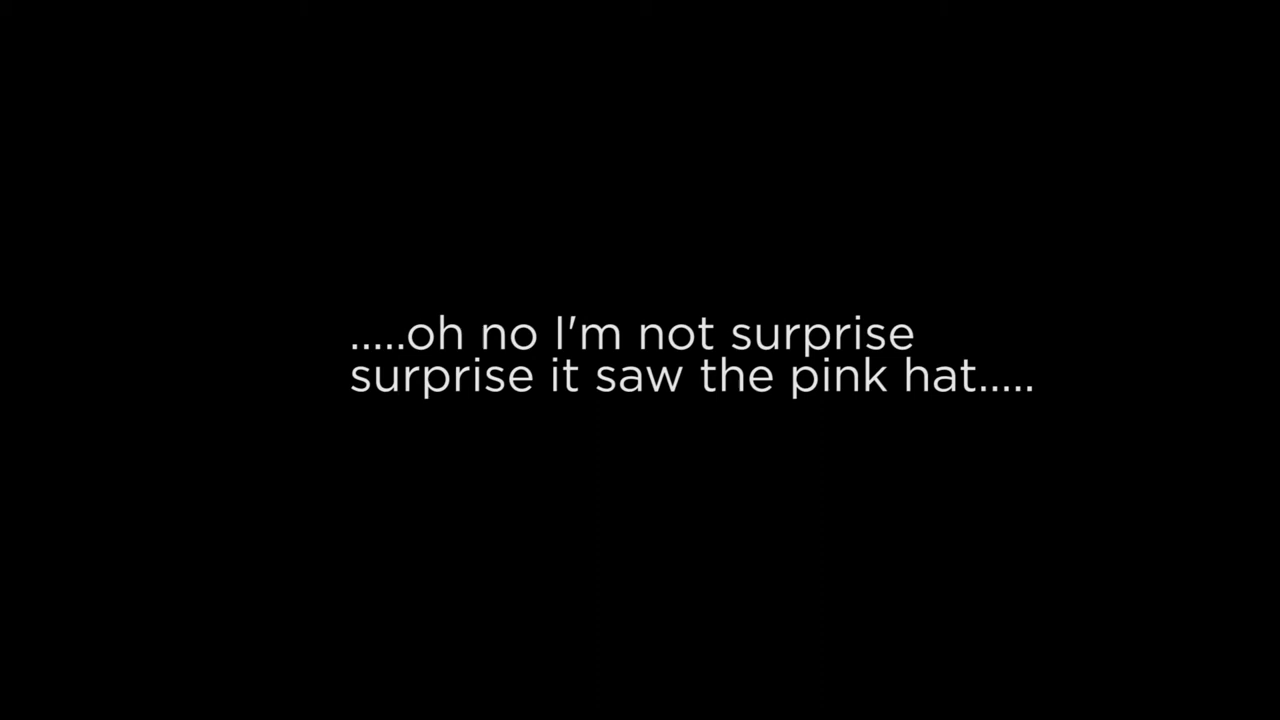 .....oh no I'm not surprise
surprise it saw the pink hat.....